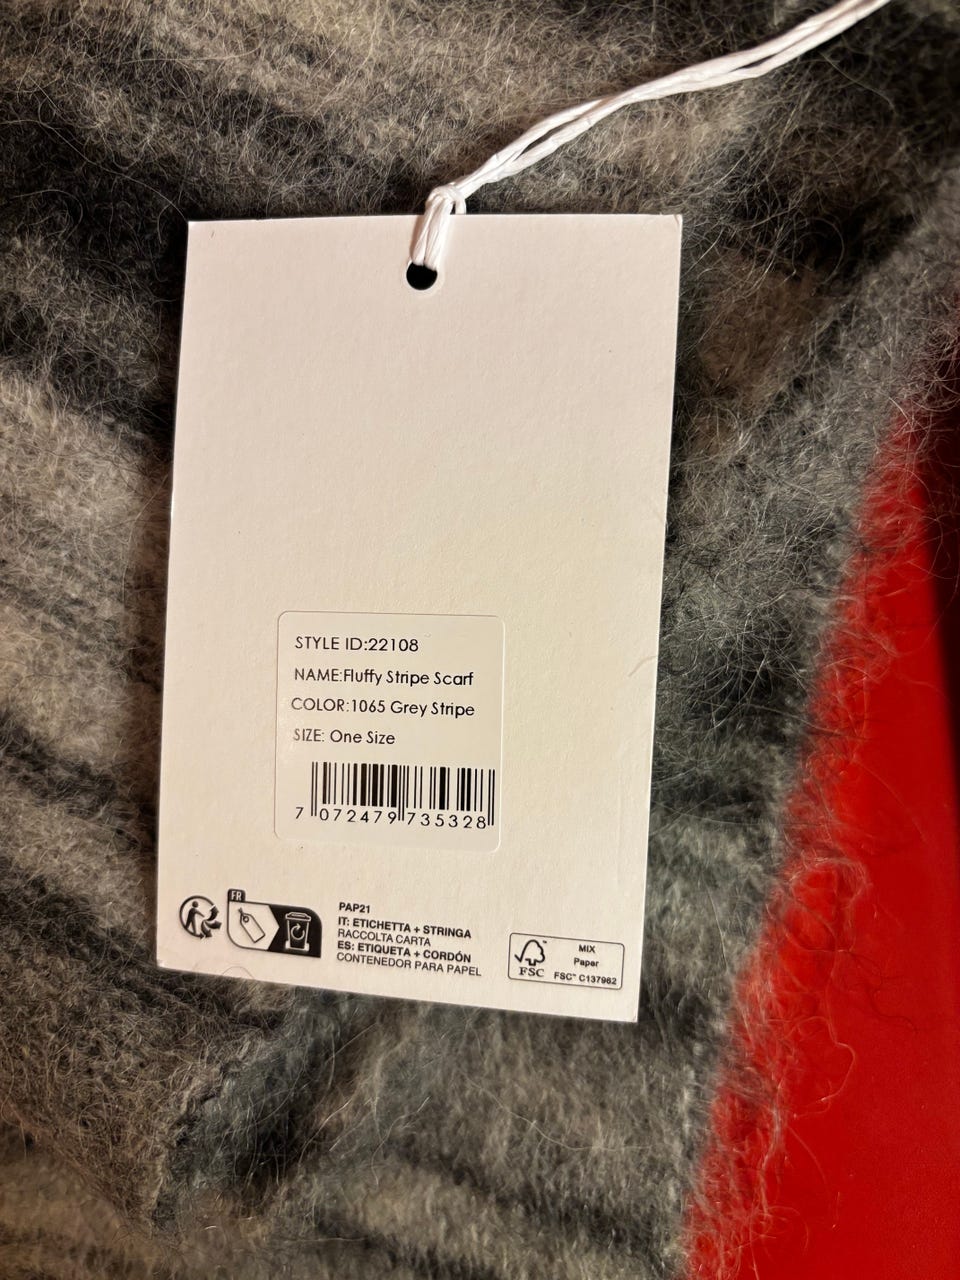 STYLE ID:22108
NAME:Fluffy Stripe Scarf
COLOR:1065 Grey Stripe
SIZE: One Size
7 072479 735328
FR
PAP21
IT: ETICHETTA + STRINGA
RACCOLTA CARTA
ES: ETIQUETA + CORDÓN
CONTENEDOR PARA PAPEL
FSC
MIX
Paper
FSC™ C137962